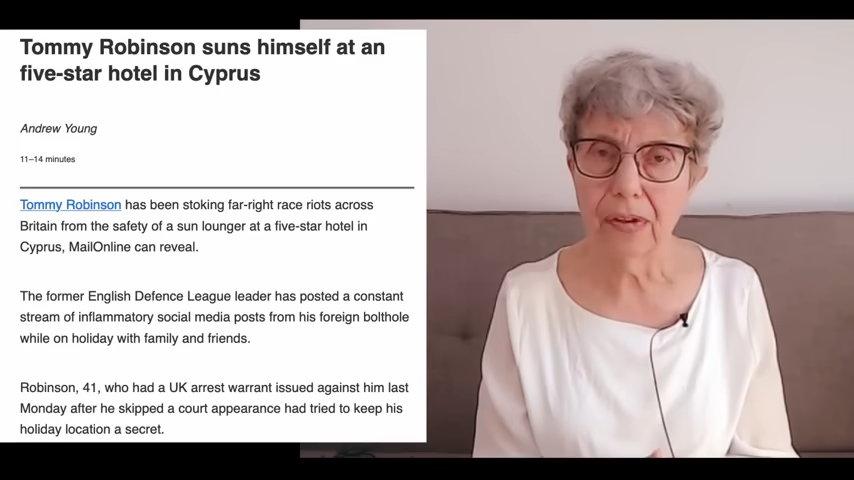 Tommy Robinson suns himself at an
five-star hotel in Cyprus
Andrew Young
11–14 minutes
Tommy Robinson has been stoking far-right race riots across
Britain from the safety of a sun lounger at a five-star hotel in
Cyprus, MailOnline can reveal.
The former English Defence League leader has posted a constant
stream of inflammatory social media posts from his foreign bolthole
while on holiday with family and friends.
Robinson, 41, who had a UK arrest warrant issued against him last
Monday after he skipped a court appearance had tried to keep his
holiday location a secret.